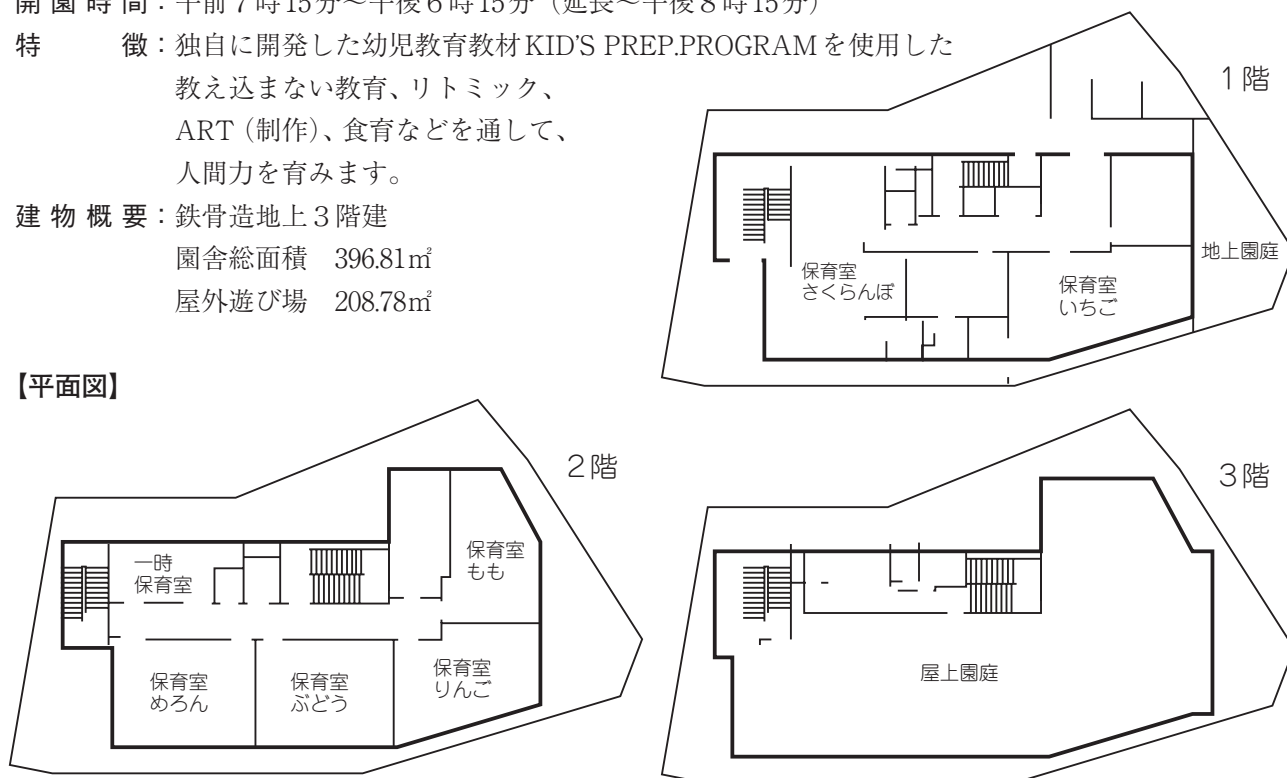 開園時間：午前7時15分～午後6時15分（延長～午後8時15分）
特　　徴：独自に開発した幼児教育教材KID'S PREP.PROGRAMを使用した
教え込まない教育、リトミック、
ART（制作）、食育などを通して、
人間力を育みます。
建物概要：鉄骨造地上3階建
園舎総面積　396.81㎡
屋外遊び場　208.78㎡
1階
保育室
さくらんぼ
保育室
いちご
地上園庭
【平面図】
2階
一時
保育室
保育室
もも
保育室
めろん
保育室
ぶどう
保育室
りんご
3階
屋上園庭